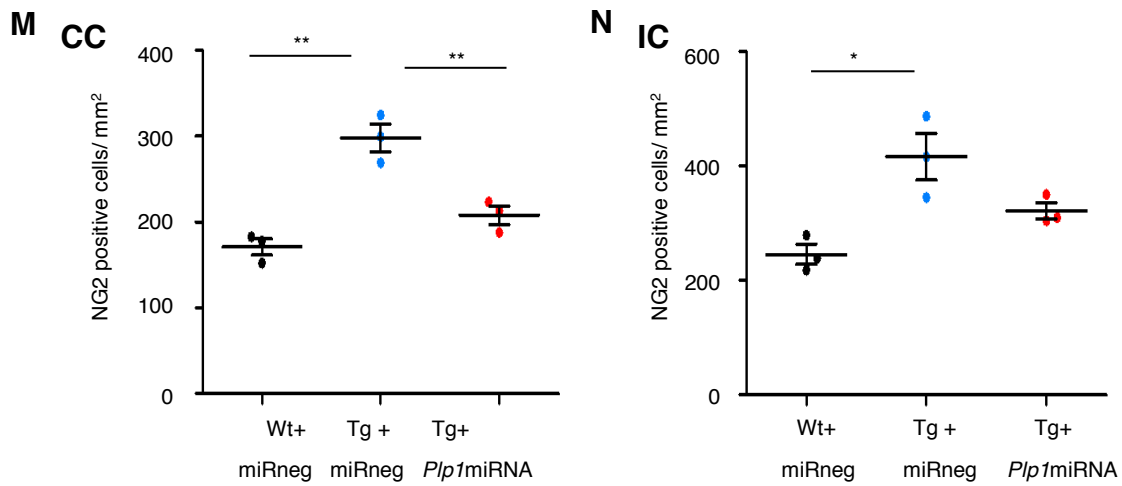 M CC
400
300
200
100
0
NG2 positive cells/ mm²
**
**
Wt+ Tg + Tg+
miRneg miRneg Plp1miRNA
N IC
600
400
200
0
NG2 positive cells/ mm²
*
Wt+ Tg + Tg+
miRneg miRneg Plp1miRNA